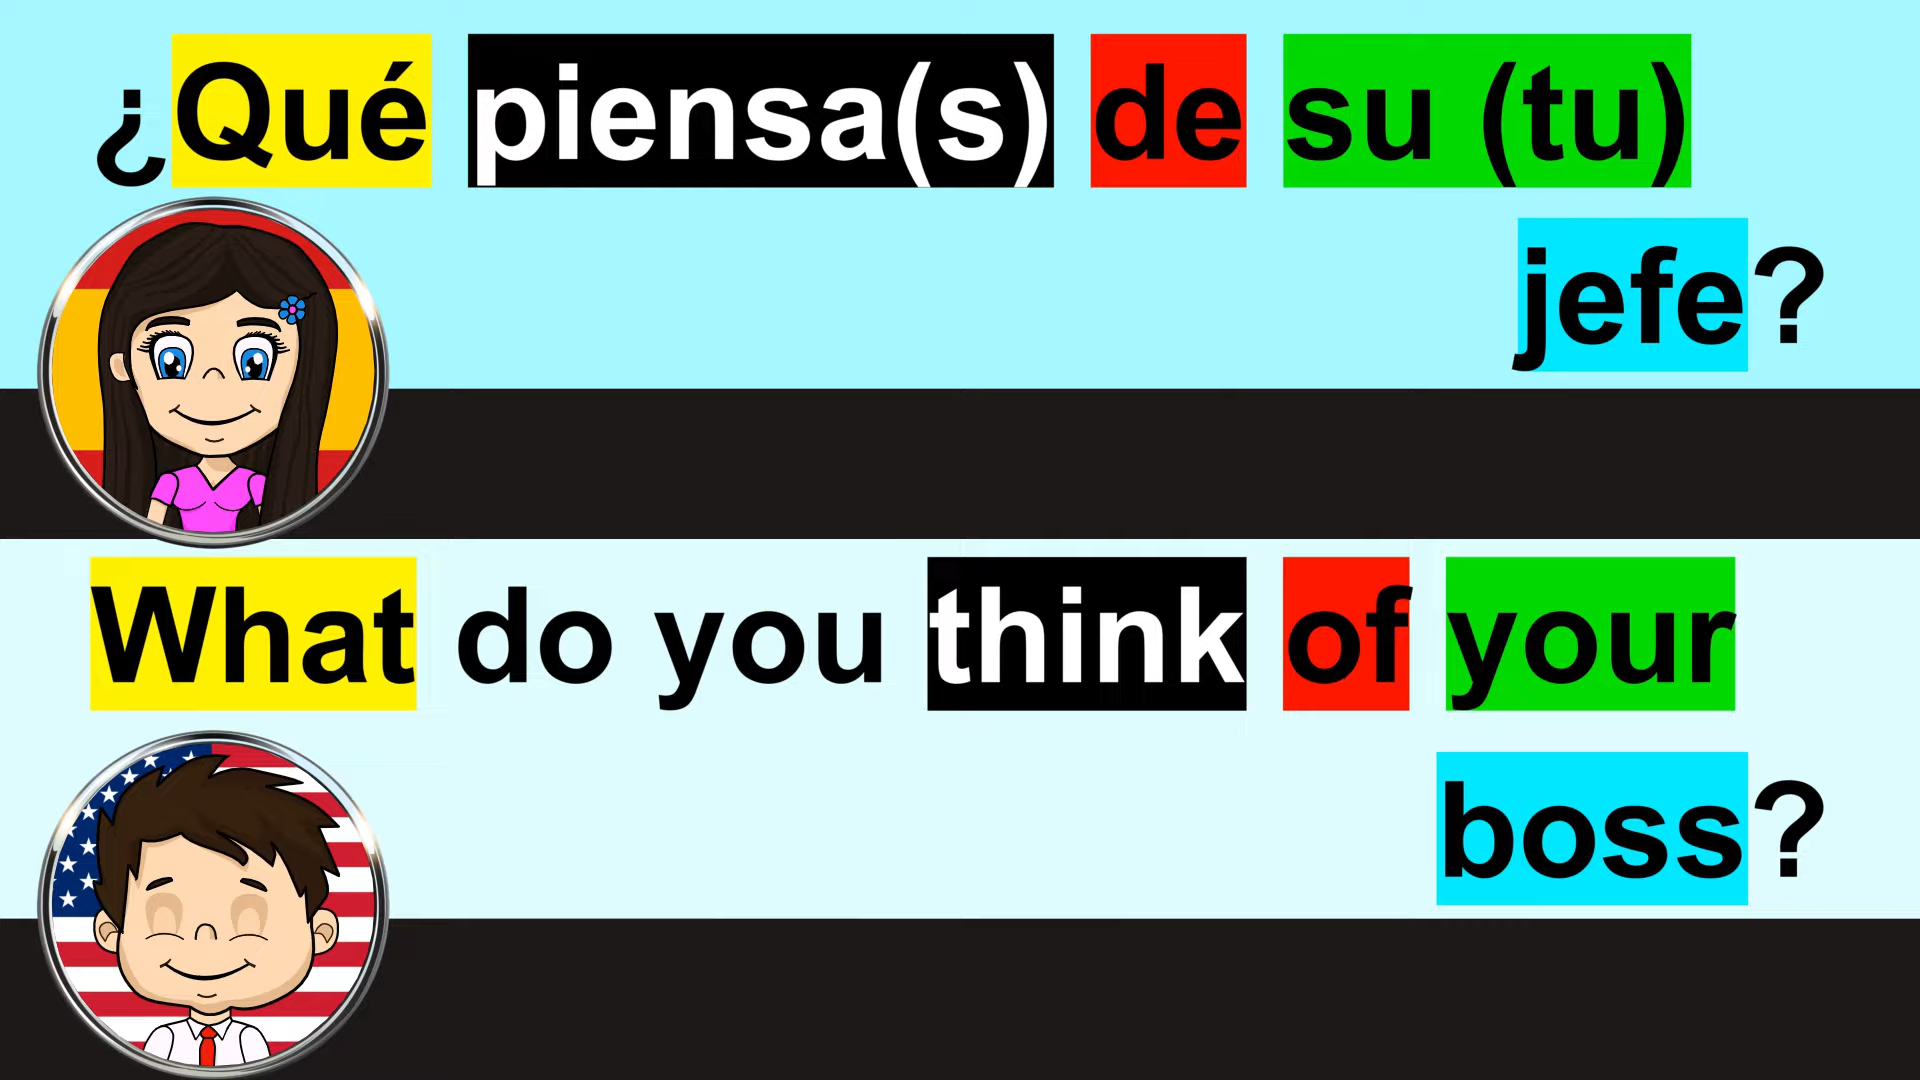 ¿Qué piensa(s) de su (tu)
jefe?
What do you think of your
boss?